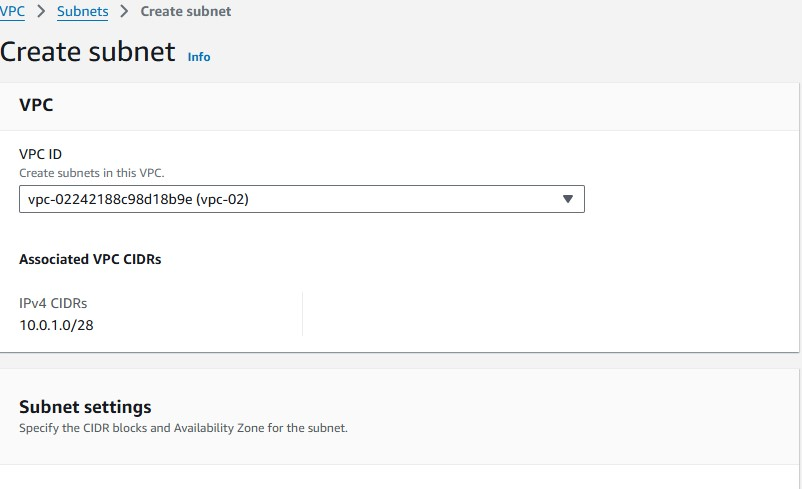 VPC > Subnets > Create subnet
Create subnet Info
VPC
VPC ID
Create subnets in this VPC.
vpc-02242188c98d18b9e (vpc-02)
Associated VPC CIDRs
IPv4 CIDRs
10.0.1.0/28
Subnet settings
Specify the CIDR blocks and Availability Zone for the subnet.